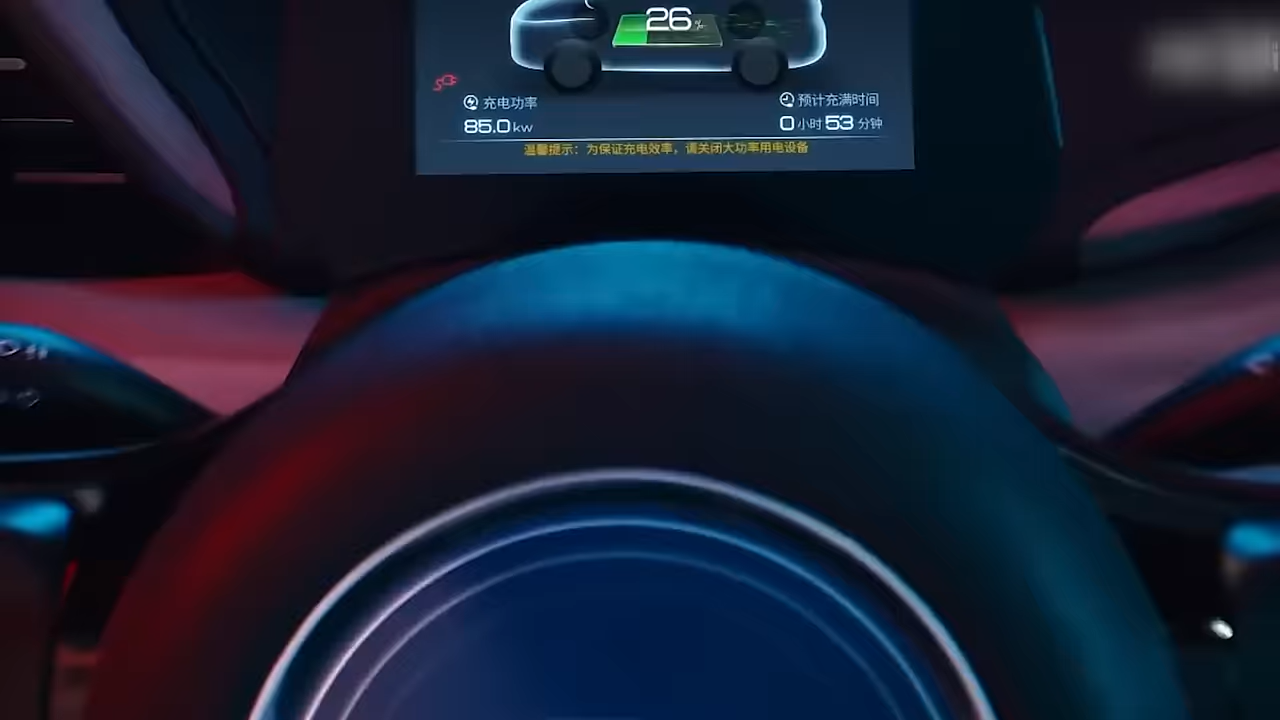 26%
充电功率
预计充满时间
85.0kw
0小时53分钟
温馨提示：为保证充电效率，请关闭大功率用电设备